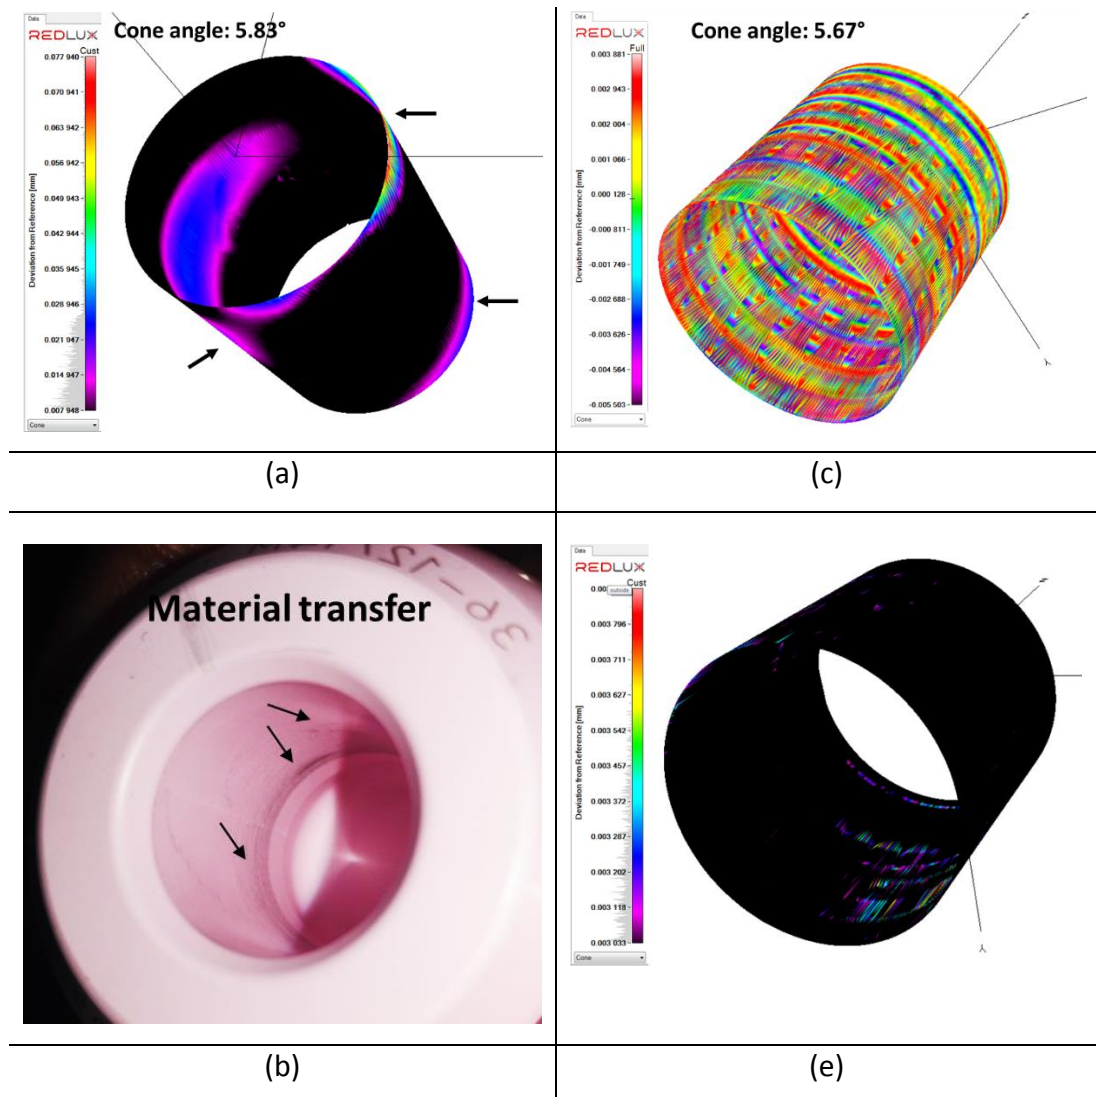 Data
REDLUX
Cust
Cone angle: 5.83°
0.077 940
0.070 941
0.063 942
0.056 942
0.049 943
0.042 944
0.035 945
0.028 946
0.021 947
0.014 947
0.007 948
Deviation from Reference [mm]
Cone
(a)
Data
REDLUX
Full
Cone angle: 5.67°
0.003 881
0.002 943
0.002 004
0.001 066
0.000 128
-0.000 811
-0.001 749
-0.002 688
-0.003 626
-0.004 564
-0.005 503
Deviation from Reference [mm]
Cone
Y
(c)
Material transfer
36-12/14
(b)
Data
REDLUX
Cust
0.00
outside
0.003 796
0.003 711
0.003 627
0.003 542
0.003 457
0.003 372
0.003 287
0.003 202
0.003 118
0.003 033
Deviation from Reference [mm]
Cone
Y
(e)